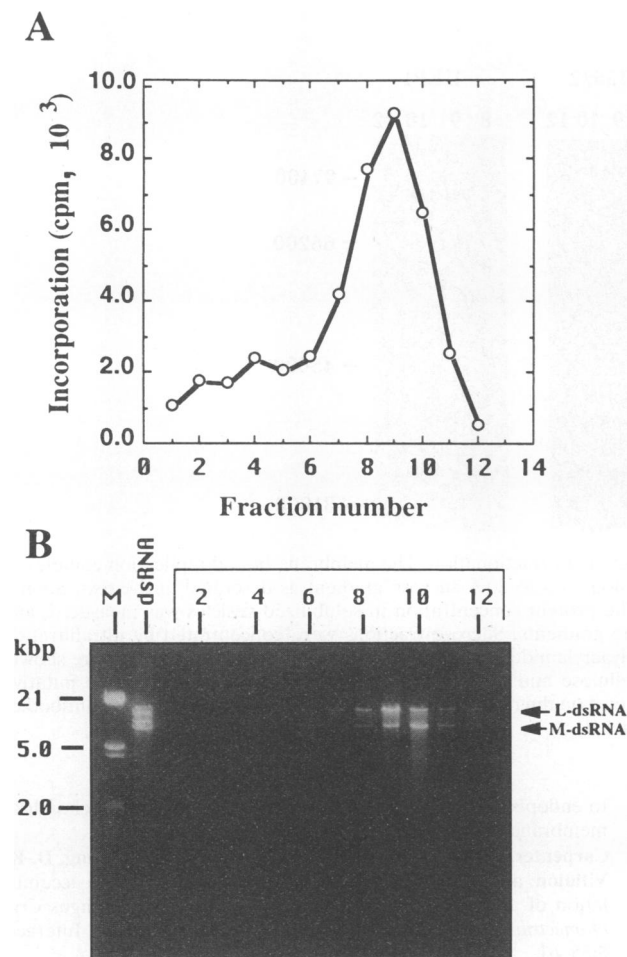 A
10.0
8.0
6.0
4.0
2.0
0.0
Incorporation (cpm, 10³)
0 2 4 6 8 10 12 14
Fraction number
B
M dsRNA 2 4 6 8 10 12
kbp
21
5.0
2.0
L-dsRNA
M-dsRNA